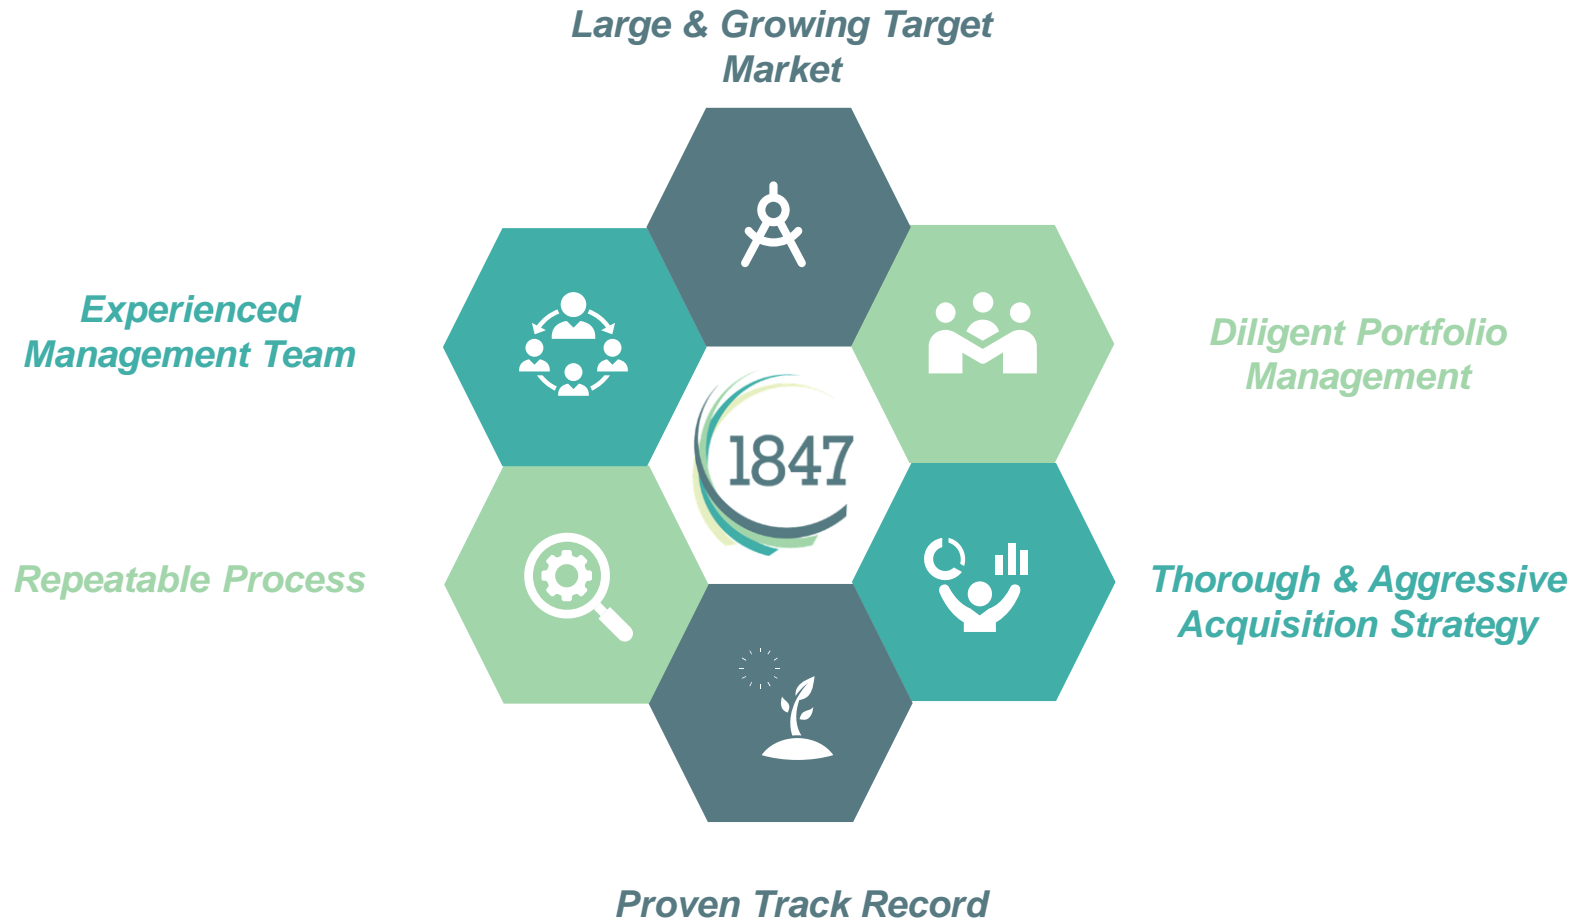 Large & Growing Target
Market
Experienced
Management Team
Diligent Portfolio
Management
1847
Repeatable Process
Thorough & Aggressive
Acquisition Strategy
Proven Track Record